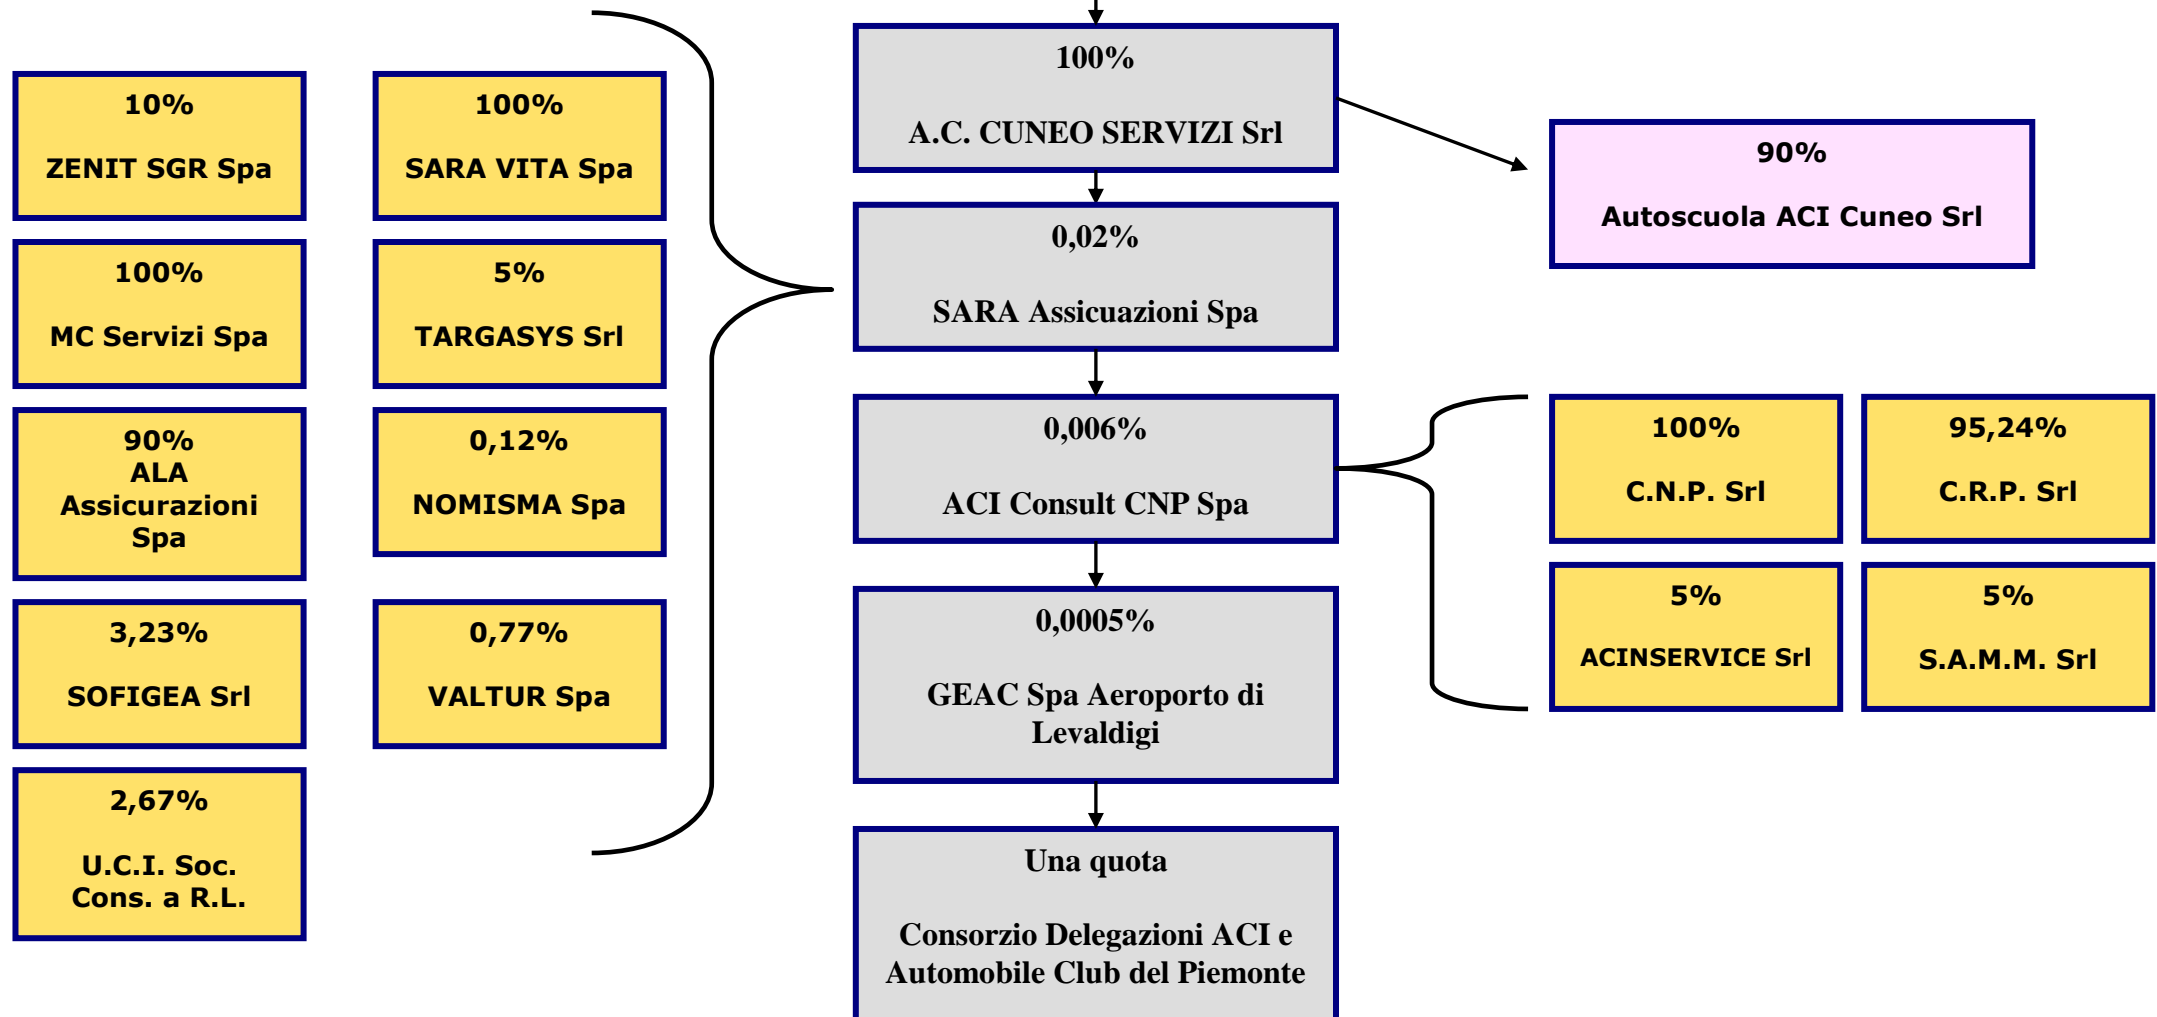 10%
ZENIT SGR Spa
100%
SARA VITA Spa
100%
MC Servizi Spa
5%
TARGASYS Srl
90%
ALA
Assicurazioni
Spa
0,12%
NOMISMA Spa
3,23%
SOFIGEA Srl
0,77%
VALTUR Spa
2,67%
U.C.I. Soc.
Cons. a R.L.
100%
A.C. CUNEO SERVIZI Srl
0,02%
SARA Assicuazioni Spa
0,006%
ACI Consult CNP Spa
0,0005%
GEAC Spa Aeroporto di
Levaldigi
Una quota
Consorzio Delegazioni ACI e
Automobile Club del Piemonte
90%
Autoscuola ACI Cuneo Srl
100%
C.N.P. Srl
95,24%
C.R.P. Srl
5%
ACINSERVICE Srl
5%
S.A.M.M. Srl